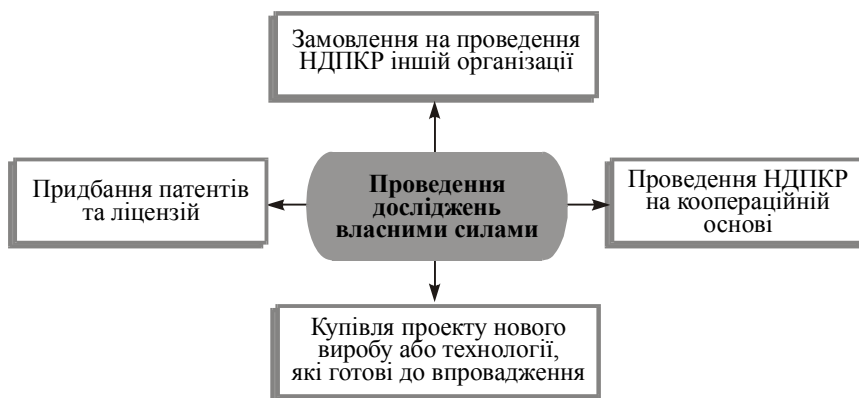 Замовлення на проведення
НДПКР іншій організації
Придбання патентів
та ліцензій
Проведення
досліджень
власними силами
Проведення НДПКР
на коопераційній
основі
Купівля проекту нового
виробу або технології,
які готові до впровадження